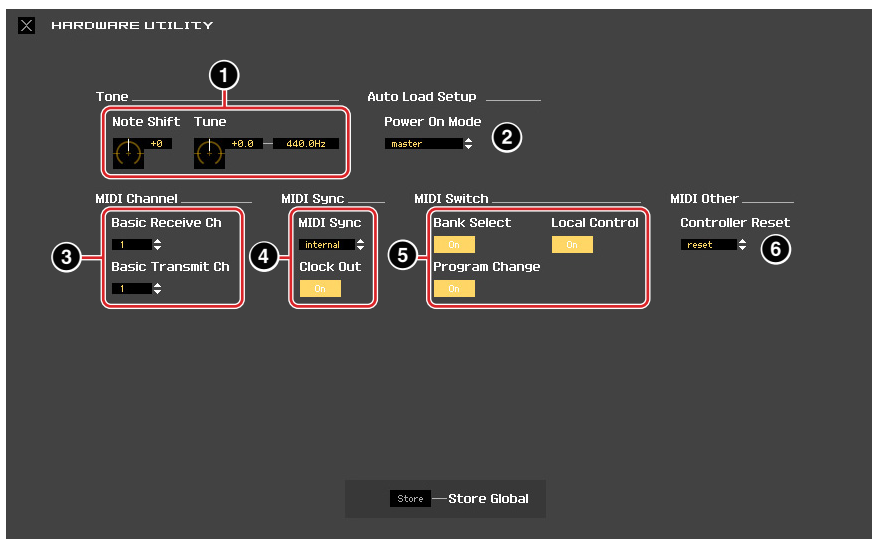 HARDWARE UTILITY
1
Tone
Auto Load Setup
Note Shift Tune
Power On Mode
+0 +0.0 440.0Hz
master
2
MIDI Channel
MIDI Sync
MIDI Switch
MIDI Other
Basic Receive Ch
MIDI Sync
Bank Select
Local Control
Controller Reset
1
internal
On
On
reset
3
4
5
6
Basic Transmit Ch
Clock Out
Program Change
1
On
On
Store Store Global